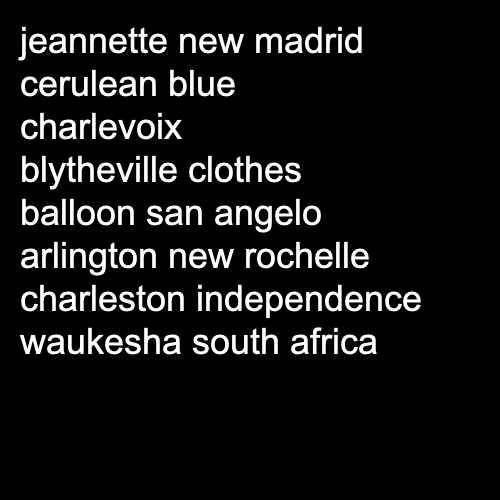 jeannette new madrid
cerulean blue
charlevoix
blytheville clothes
balloon san angelo
arlington new rochelle
charleston independence
waukesha south africa